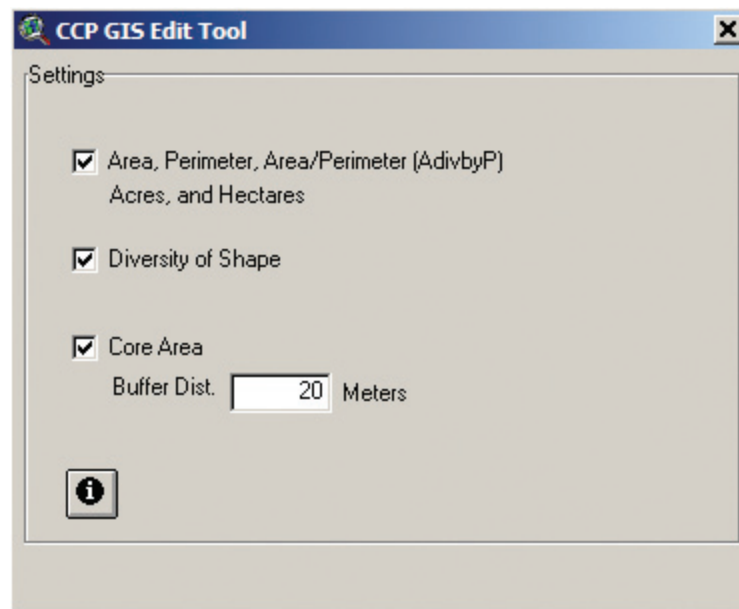 CCP GIS Edit Tool
Settings
Area, Perimeter, Area/Perimeter (AdivbyP)
Acres, and Hectares
Diversity of Shape
Core Area
Buffer Dist. 20 Meters